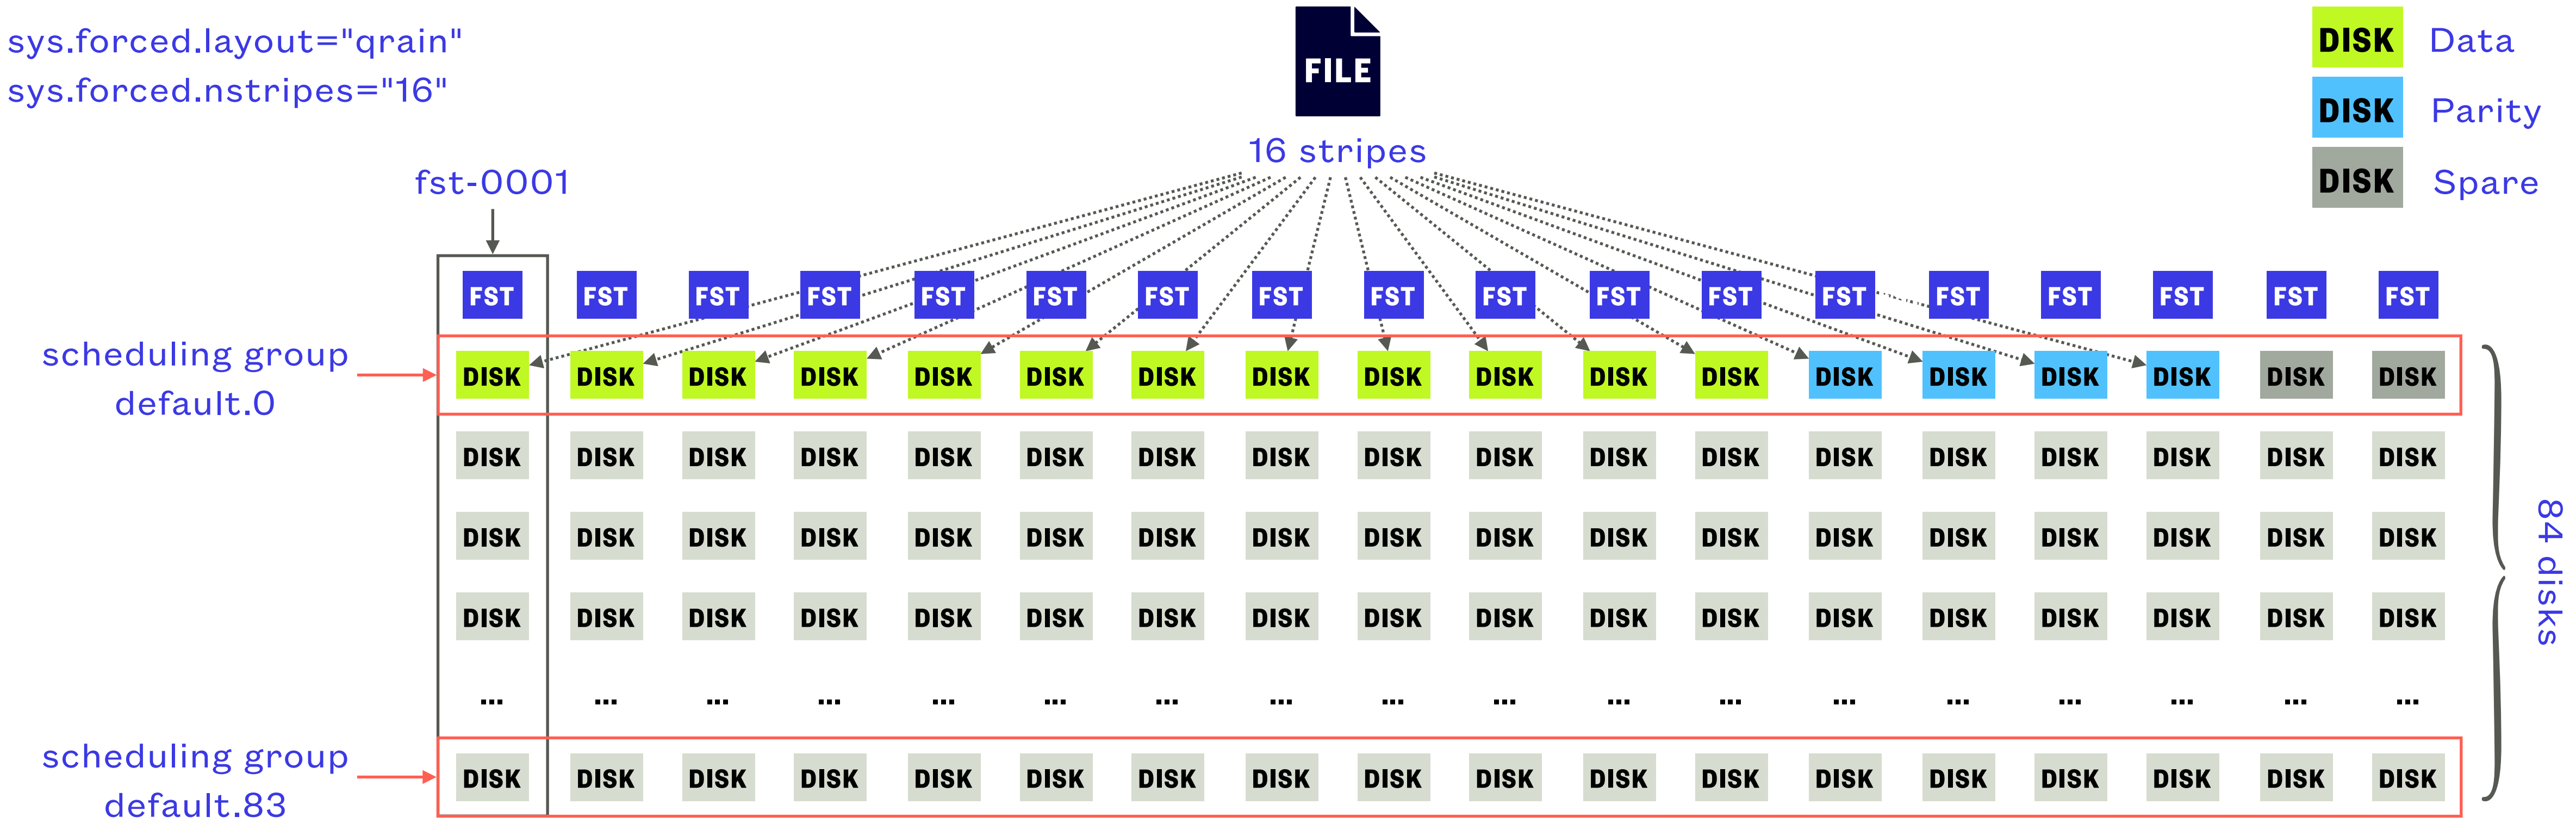 sys.forced.layout="qrain"
sys.forced.nstripes="16"
FILE
16 stripes
DISK Data
DISK Parity
DISK Spare
fst-0001
FST FST FST FST FST FST FST FST FST FST FST FST FST FST FST FST FST FST
scheduling group
default.0
DISK DISK DISK DISK DISK DISK DISK DISK DISK DISK DISK DISK DISK DISK DISK DISK DISK DISK
DISK DISK DISK DISK DISK DISK DISK DISK DISK DISK DISK DISK DISK DISK DISK DISK DISK DISK
DISK DISK DISK DISK DISK DISK DISK DISK DISK DISK DISK DISK DISK DISK DISK DISK DISK DISK
DISK DISK DISK DISK DISK DISK DISK DISK DISK DISK DISK DISK DISK DISK DISK DISK DISK DISK
... ... ... ... ... ... ... ... ... ... ... ... ... ... ... ... ... ...
scheduling group
default.83
DISK DISK DISK DISK DISK DISK DISK DISK DISK DISK DISK DISK DISK DISK DISK DISK DISK DISK
84 disks